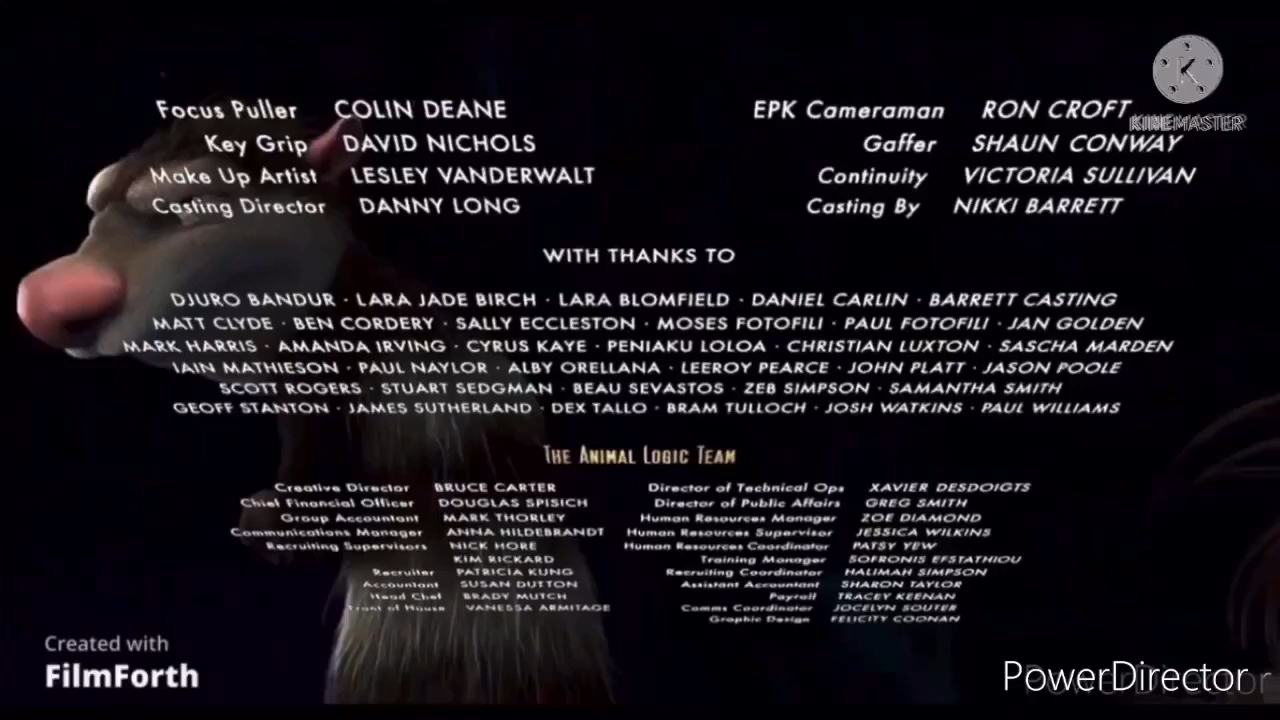 Focus Puller COLIN DEANE EPK Cameraman RON CROFT
Key Grip DAVID NICHOLS Gaffer SHAUN CONWAY
Make Up Artist LESLEY VANDERWALT Continuity VICTORIA SULLIVAN
Casting Director DANNY LONG Casting By NIKKI BARRETT
K
KINEMASTER
WITH THANKS TO
DJURO BANDUR · LARA JADE BIRCH · LARA BLOMFIELD · DANIEL CARLIN · BARRETT CASTING
MATT CLYDE · BEN CORDERY · SALLY ECCLESTON · MOSES FOTOFILI · PAUL FOTOFILI · JAN GOLDEN
MARK HARRIS · AMANDA IRVING · CYRUS KAYE · PENIAKU LOLOA · CHRISTIAN LUXTON · SASCHA MARDEN
IAIN MATHIESON · PAUL NAYLOR · ALBY ORELLANA · LEEROY PEARCE · JOHN PLATT · JASON POOLE
SCOTT ROGERS · STUART SEDGMAN · BEAU SEVASTOS · ZEB SIMPSON · SAMANTHA SMITH
GEOFF STANTON · JAMES SUTHERLAND · DEX TALLO · BRAM TULLOCH · JOSH WATKINS · PAUL WILLIAMS
THE ANIMAL LOGIC TEAM
Creative Director BRUCE CARTER Director of Technical Ops XAVIER DESDOIGTS
Chief Financial Officer DOUGLAS SPISICH Director of Public Affairs GREG SMITH
Group Accountant MARK THORLEY Human Resources Manager ZOE DIAMOND
Communications Manager ANNA HILDEBRANDT Human Resources Supervisor JESSICA WILKINS
Recruiting Supervisors NICK HORE Human Resources Coordinator PATSY YEW
KIM RICKARD Training Manager SOFRONIS EFSTATHIOU
Recruiter PATRICIA KUNG Recruiting Coordinator HALIMAH SIMPSON
Accountant SUSAN DUTTON Assistant Accountant SHARON TAYLOR
Head Chef BRADY MUTCH Payroll TRACEY KEENAN
Front of House VANESSA ARMITAGE Comms Coordinator JOCELYN SOUTER
Graphic Design FELICITY COONAN
Created with
FilmForth
PowerDirector
PowerDirector